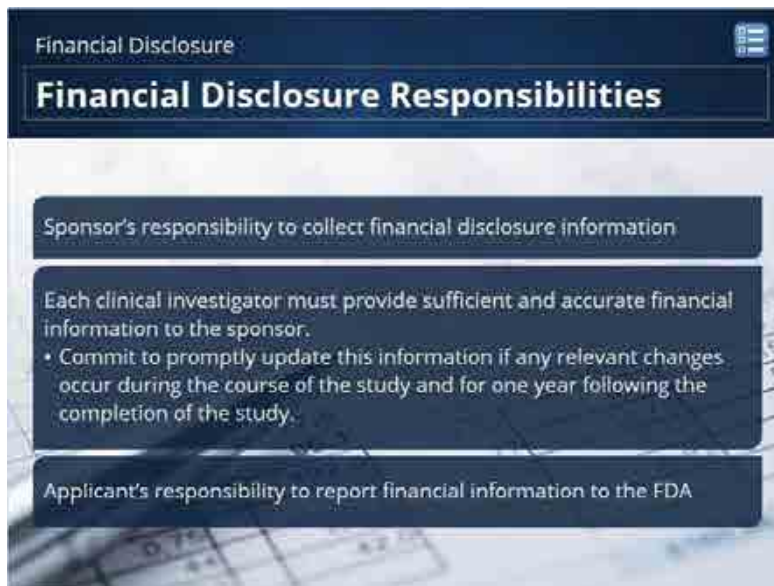 Financial Disclosure
Financial Disclosure Responsibilities
Sponsor's responsibility to collect financial disclosure information
Each clinical investigator must provide sufficient and accurate financial
information to the sponsor.
• Commit to promptly update this information if any relevant changes
occur during the course of the study and for one year following the
completion of the study.
Applicant's responsibility to report financial information to the FDA